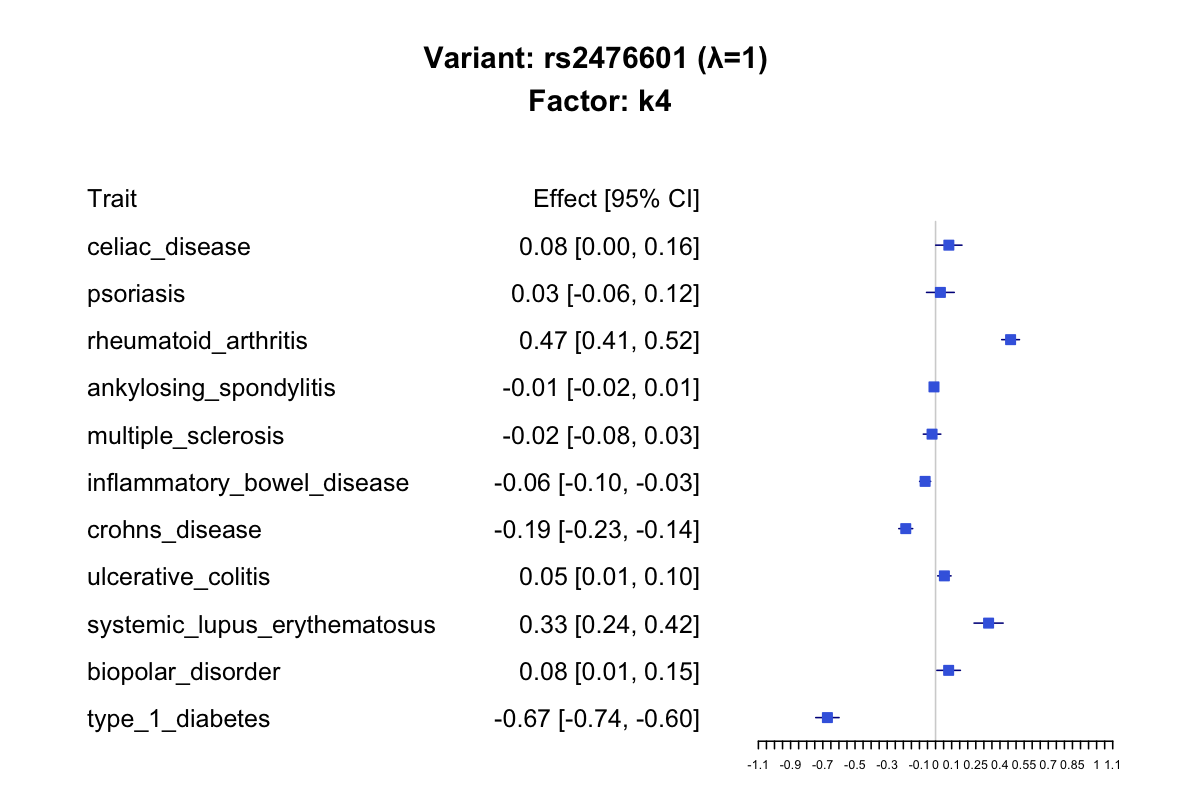 Variant: rs2476601 (λ=1)
Factor: k4
Trait Effect [95% CI]
celiac_disease 0.08 [0.00, 0.16]
psoriasis 0.03 [-0.06, 0.12]
rheumatoid_arthritis 0.47 [0.41, 0.52]
ankylosing_spondylitis -0.01 [-0.02, 0.01]
multiple_sclerosis -0.02 [-0.08, 0.03]
inflammatory_bowel_disease -0.06 [-0.10, -0.03]
crohns_disease -0.19 [-0.23, -0.14]
ulcerative_colitis 0.05 [0.01, 0.10]
systemic_lupus_erythematosus 0.33 [0.24, 0.42]
biopolar_disorder 0.08 [0.01, 0.15]
type_1_diabetes -0.67 [-0.74, -0.60]
-1.1 -0.9 -0.7 -0.5 -0.3 -0.1 0 0.1 0.25 0.4 0.55 0.7 0.85 1 1.1